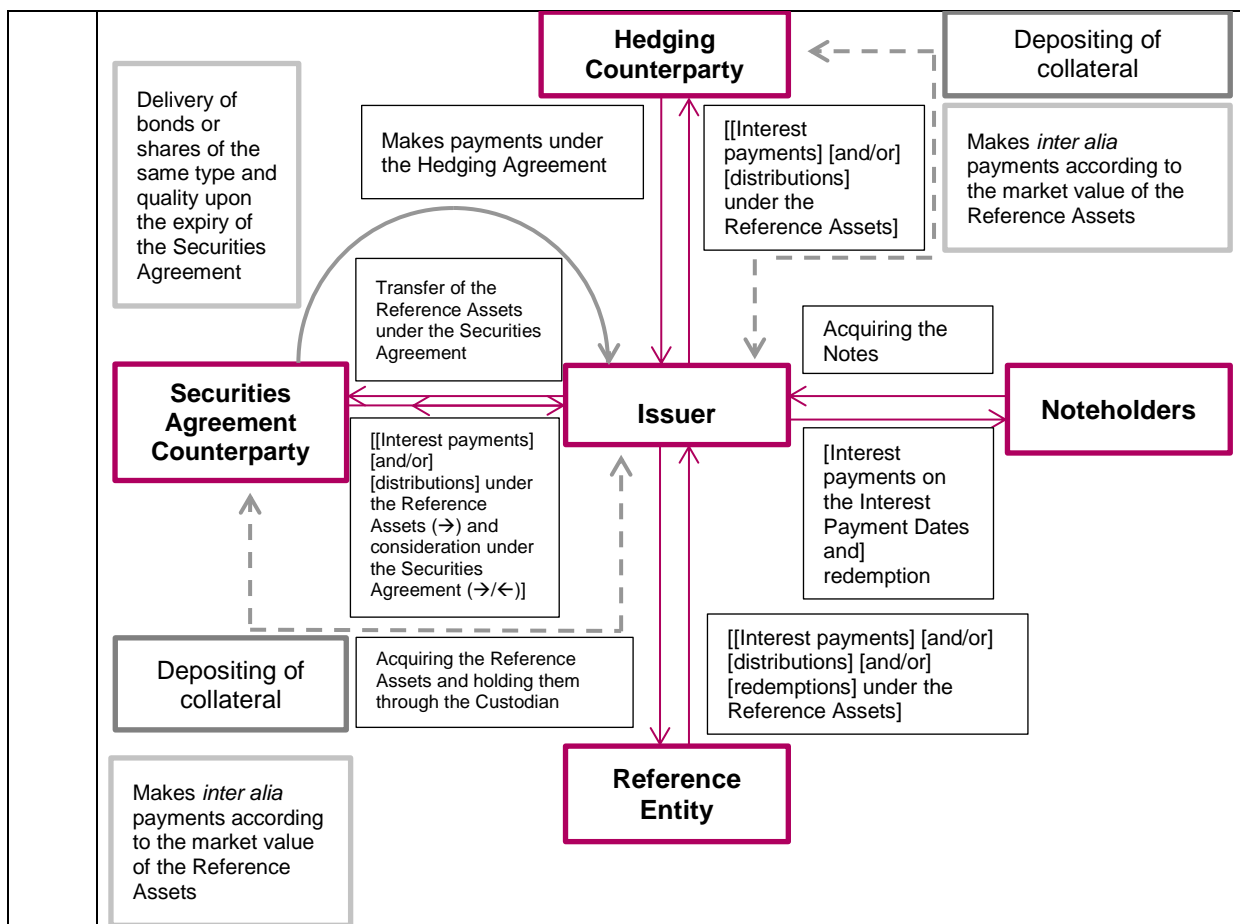 Hedging
Counterparty
Depositing of
collateral
Delivery of
bonds or
shares of the
same type and
quality upon
the expiry of
the Securities
Agreement
Makes payments under
the Hedging Agreement
[[Interest
payments] [and/or]
[distributions]
under the
Reference Assets]
Makes inter alia
payments according to
the market value of the
Reference Assets
Transfer of the
Reference Assets
under the Securities
Agreement
Acquiring the
Notes
Securities
Agreement
Counterparty
Issuer
Noteholders
[[Interest payments]
[and/or]
[distributions] under
the Reference
Assets (→) and
consideration under
the Securities
Agreement (→/←)]
[Interest
payments on
the Interest
Payment Dates
and]
redemption
Depositing of
collateral
Acquiring the Reference
Assets and holding them
through the Custodian
[[Interest payments] [and/or]
[distributions] [and/or]
[redemptions] under the
Reference Assets]
Reference
Entity
Makes inter alia
payments according
to the market value
of the Reference
Assets